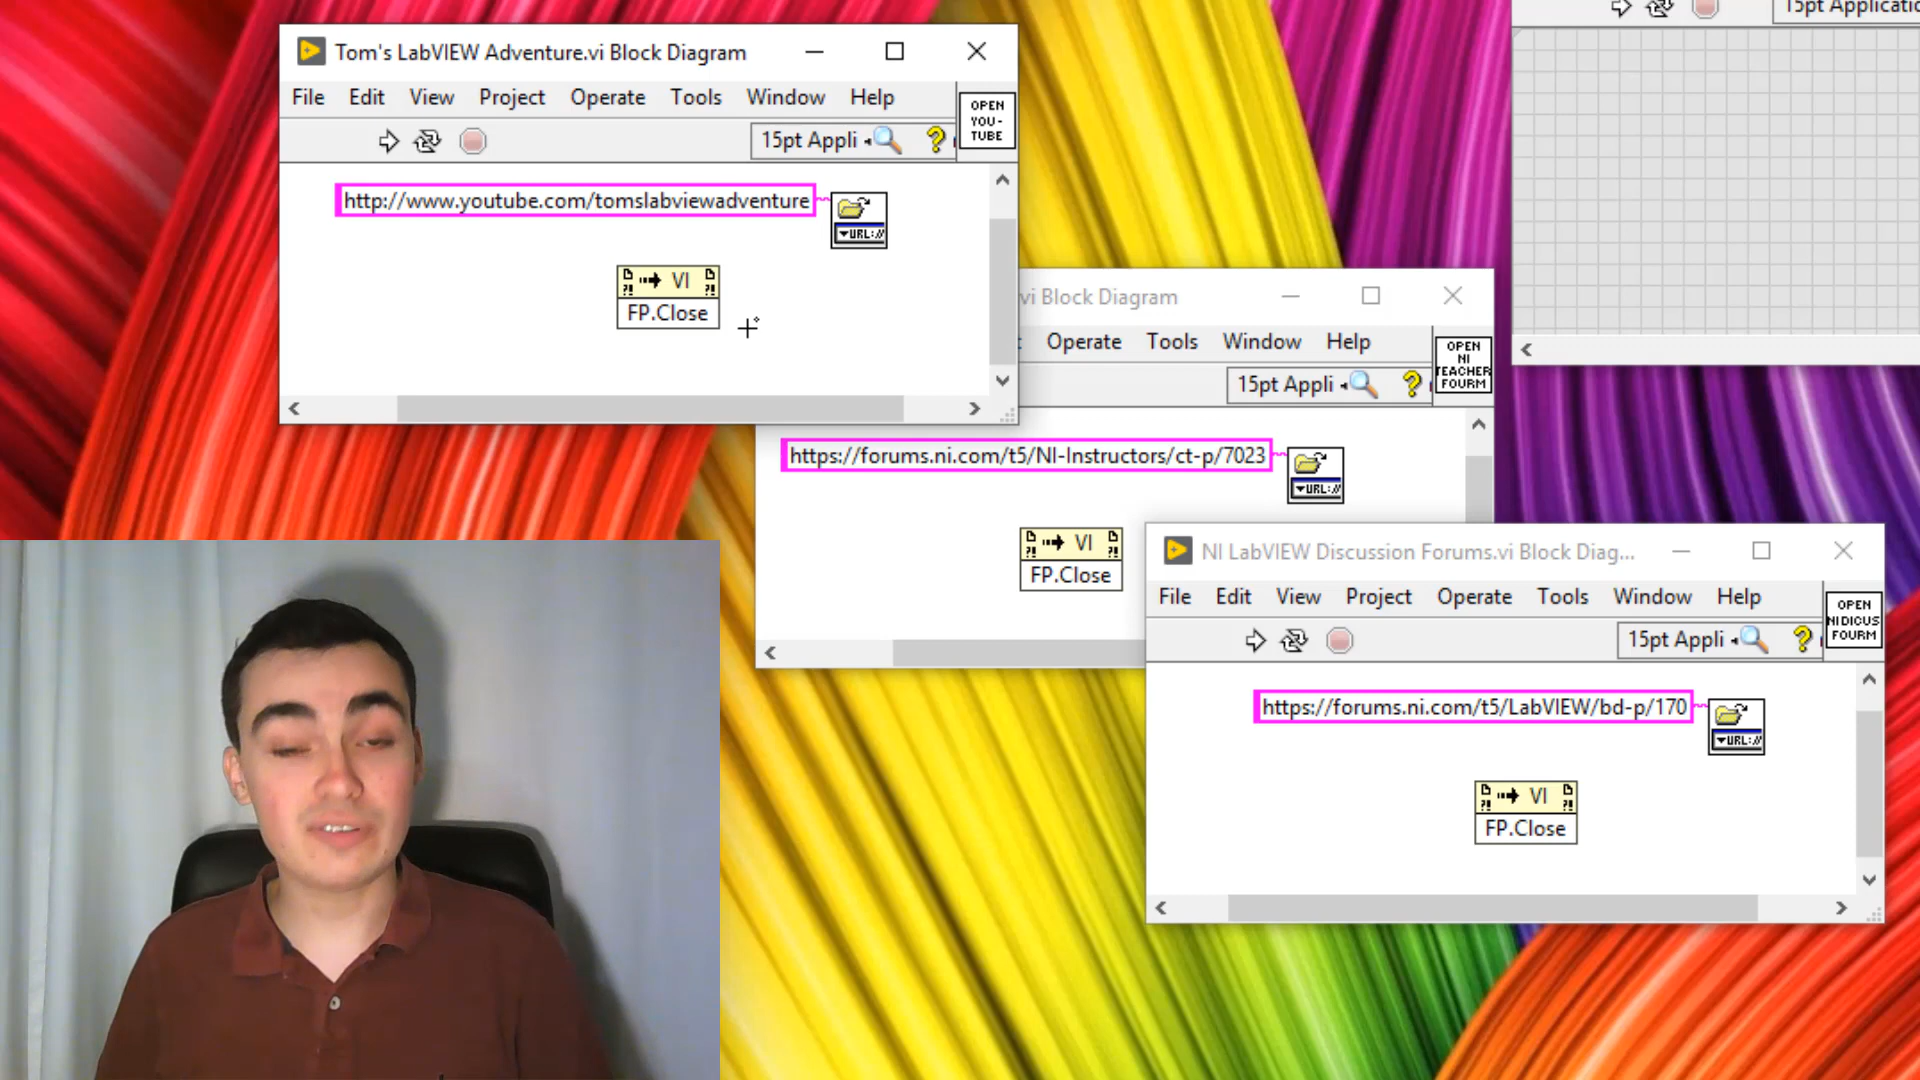 Tom's LabVIEW Adventure.vi Block Diagram
File Edit View Project Operate Tools Window Help
OPEN
YOU-
TUBE
15pt Appli
http://www.youtube.com/tomslabviewadventure
URL://
VI
FP.Close
15pt Applicatio
vi Block Diagram
Operate Tools Window Help
OPEN
NI
TEACHER
FOURM
15pt Appli
https://forums.ni.com/t5/NI-Instructors/ct-p/7023
URL://
VI
FP.Close
NI LabVIEW Discussion Forums.vi Block Diag...
File Edit View Project Operate Tools Window Help
OPEN
NI DICUS
FOURM
15pt Appli
https://forums.ni.com/t5/LabVIEW/bd-p/170
URL://
VI
FP.Close